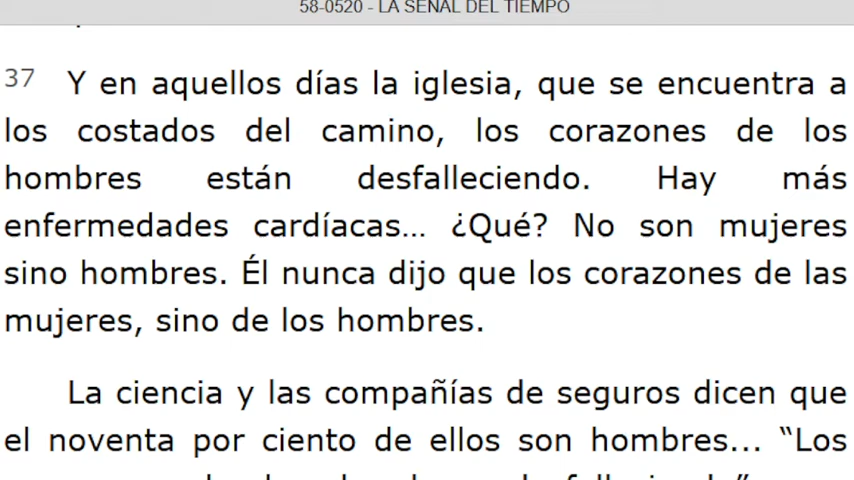 58-0520 - LA SEÑAL DEL TIEMPO
37 Y en aquellos días la iglesia, que se encuentra a
los costados del camino, los corazones de los
hombres están desfalleciendo. Hay más
enfermedades cardíacas… ¿Qué? No son mujeres
sino hombres. Él nunca dijo que los corazones de las
mujeres, sino de los hombres.
La ciencia y las compañías de seguros dicen que
el noventa por ciento de ellos son hombres... “Los